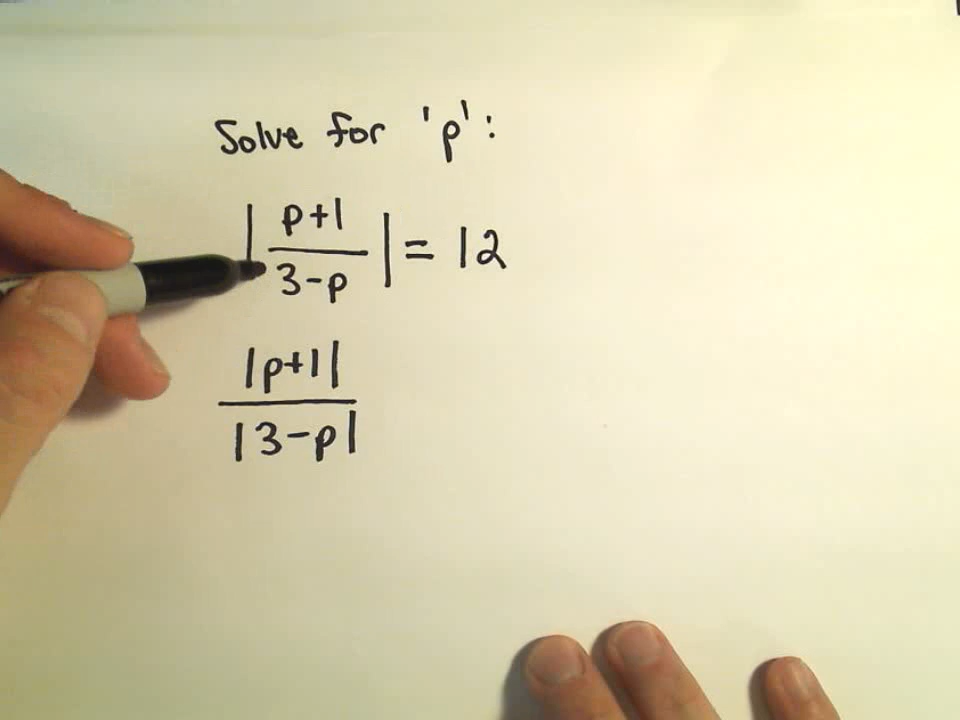 Solve for 'p':
|p+1
3-p| = 12
|p+1|
|3-p|